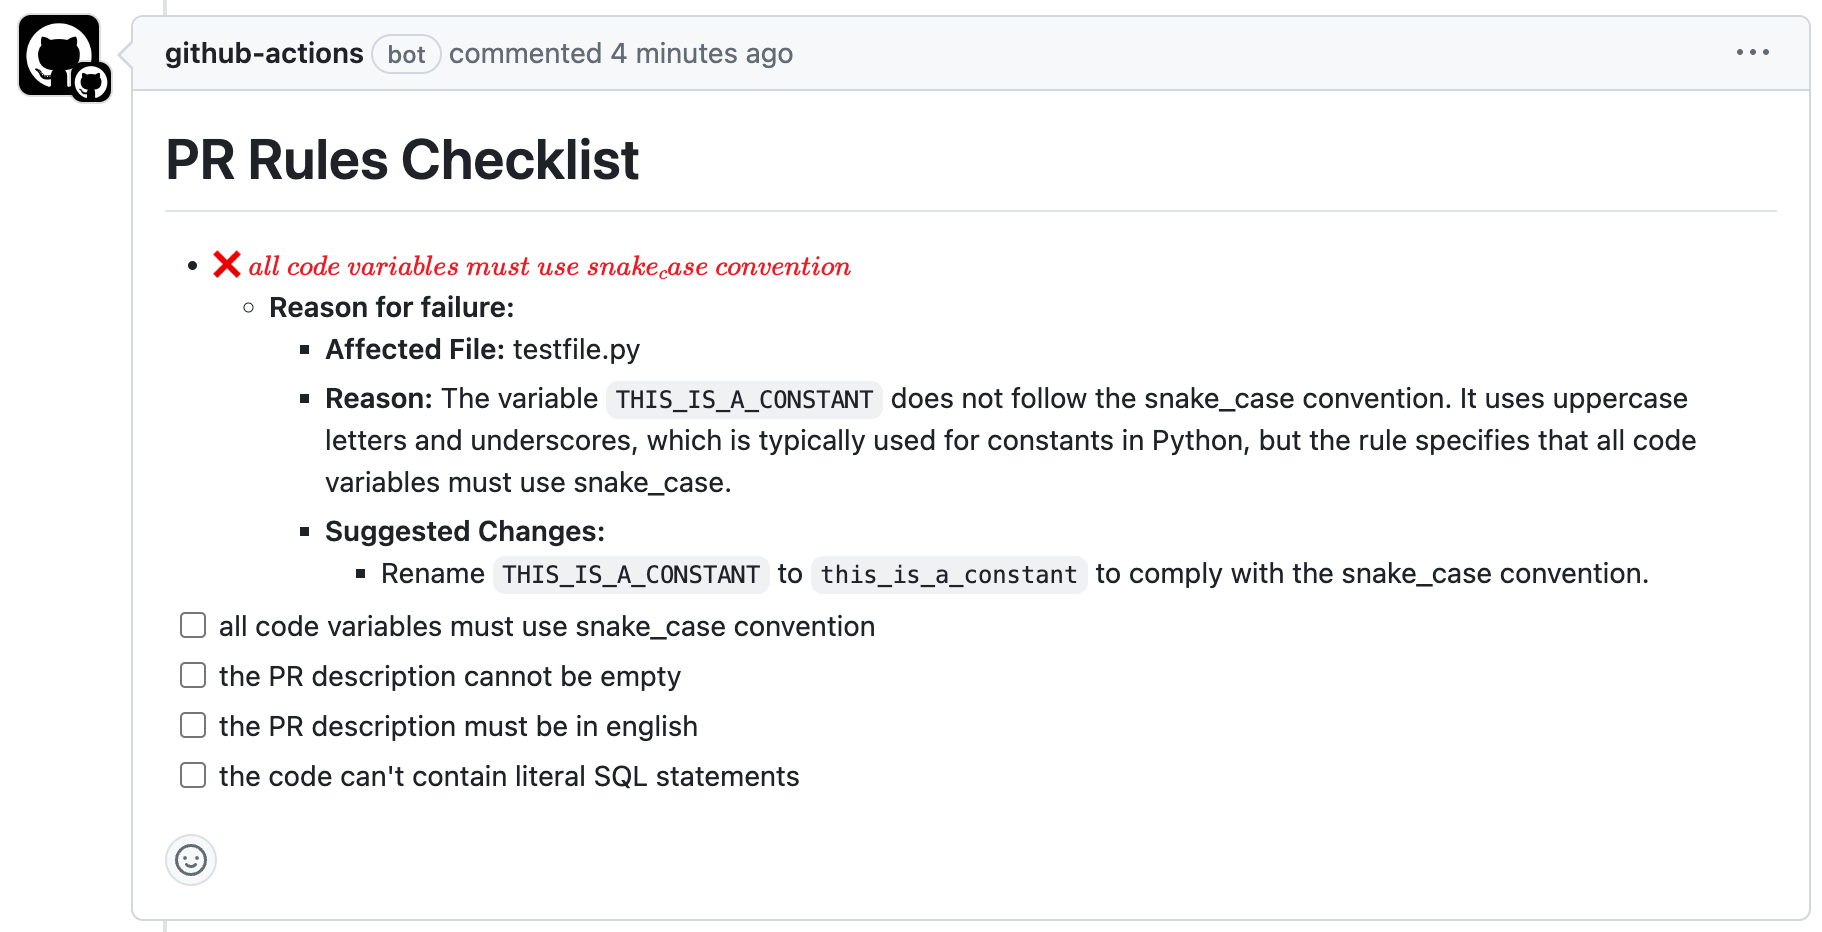 github-actions bot commented 4 minutes ago
PR Rules Checklist
❌ all code variables must use snake_case convention
Reason for failure:
Affected File: testfile.py
Reason: The variable THIS_IS_A_CONSTANT does not follow the snake_case convention. It uses uppercase
letters and underscores, which is typically used for constants in Python, but the rule specifies that all code
variables must use snake_case.
Suggested Changes:
Rename THIS_IS_A_CONSTANT to this_is_a_constant to comply with the snake_case convention.
all code variables must use snake_case convention
the PR description cannot be empty
the PR description must be in english
the code can't contain literal SQL statements